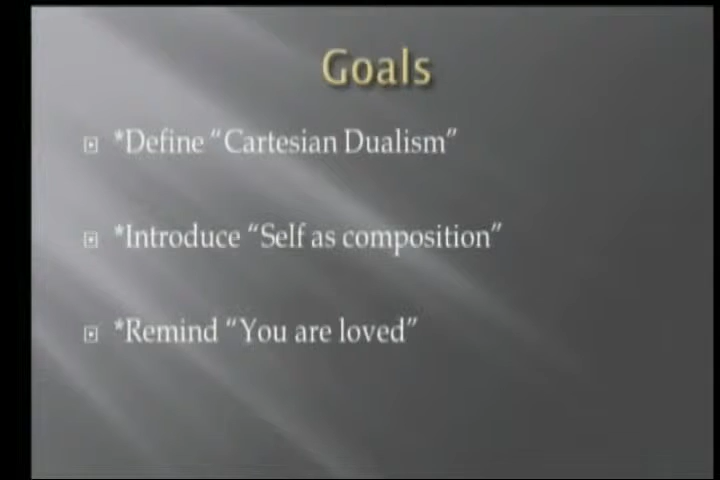 Goals
*Define “Cartesian Dualism”
*Introduce “Self as composition”
*Remind “You are loved”